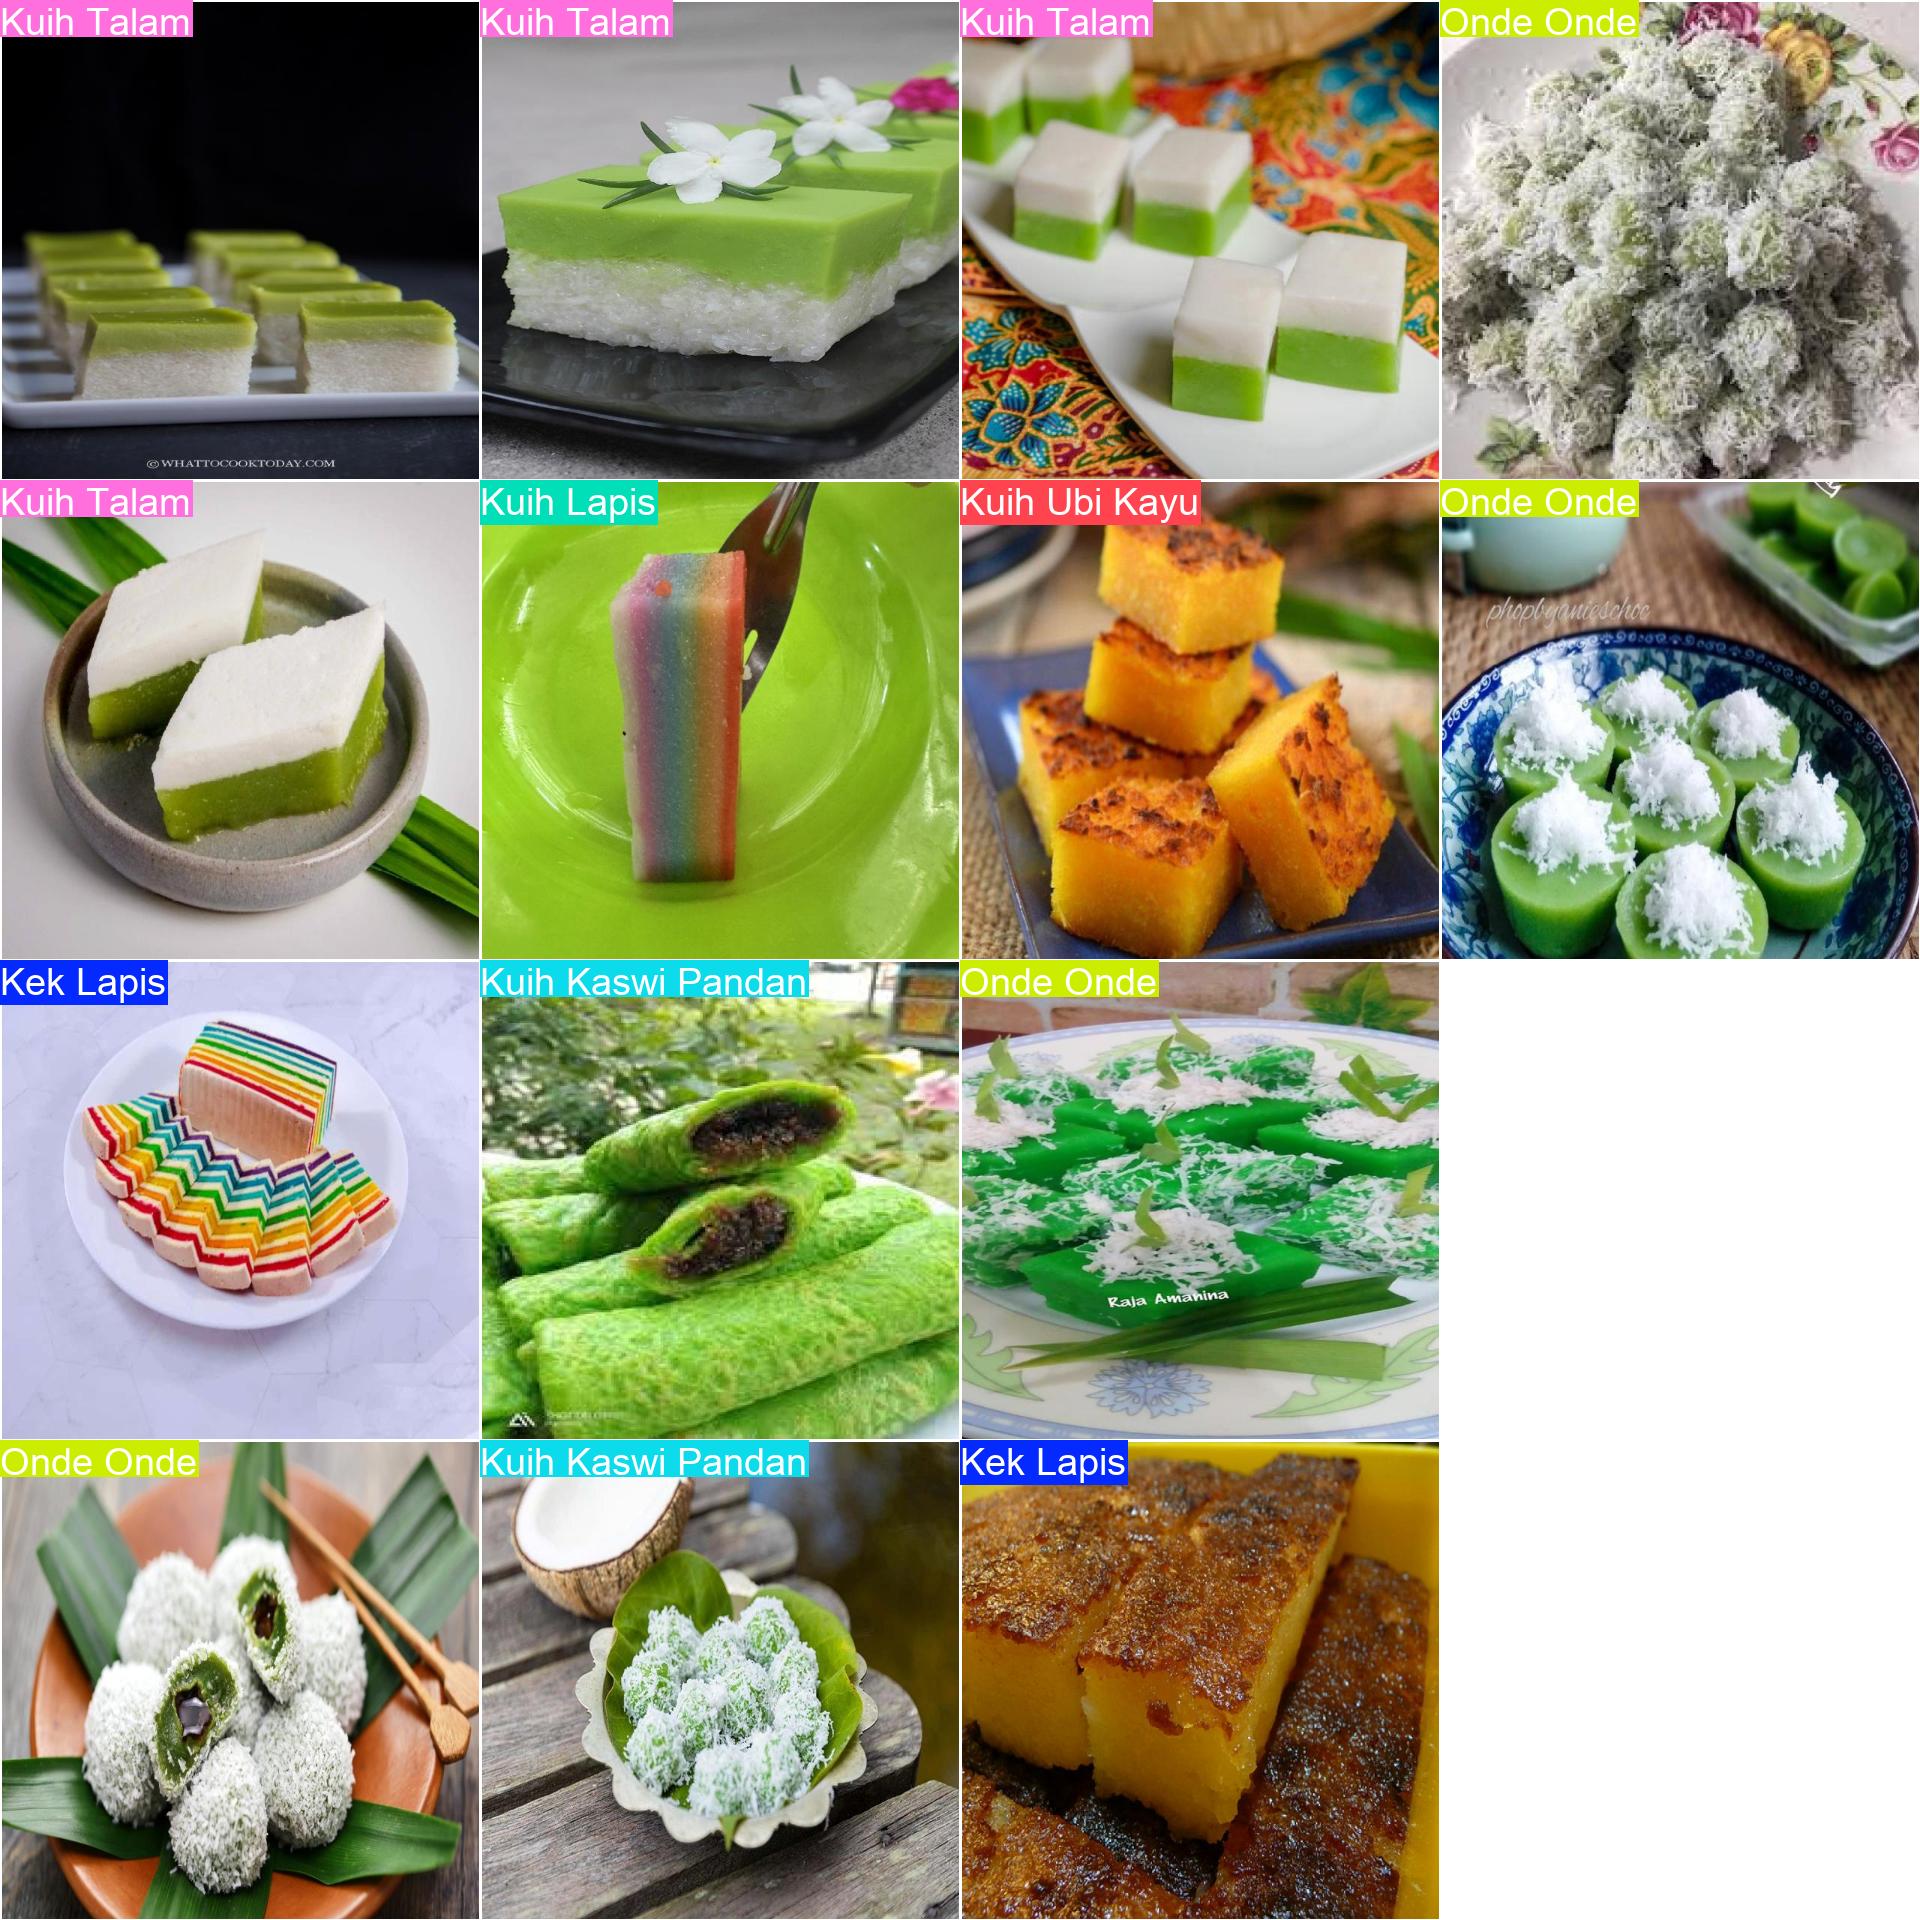 Kuih Talam
Kuih Talam
Kuih Talam
Onde Onde
©WHATTOCOOKTODAY.COM
Kuih Talam
Kuih Lapis
Kuih Ubi Kayu
Onde Onde
phopbyanieschoc
Kek Lapis
Kuih Kaswi Pandan
Onde Onde
Raja Amanina
Onde Onde
Kuih Kaswi Pandan
Kek Lapis